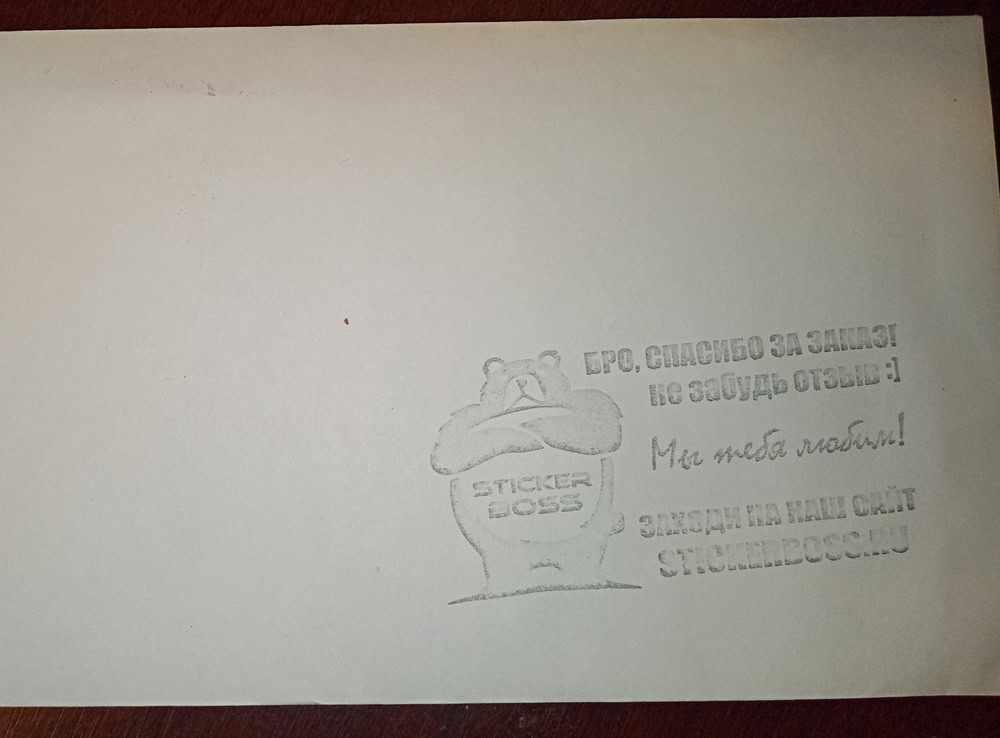 БРО, СПАСИБО ЗА ЗАКАЗ!
не забудь отзыв :]
Мы тебя любим!
STICKER
BOSS
ЗАХОДИ НА НАШ САЙТ
STICKERBOSS.RU